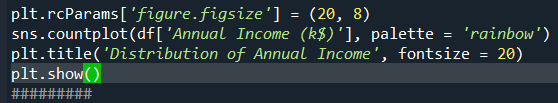 plt.rcParams['figure.figsize'] = (20, 8)
sns.countplot(df['Annual Income (k$)'], palette = 'rainbow')
plt.title('Distribution of Annual Income', fontsize = 20)
plt.show()
#########